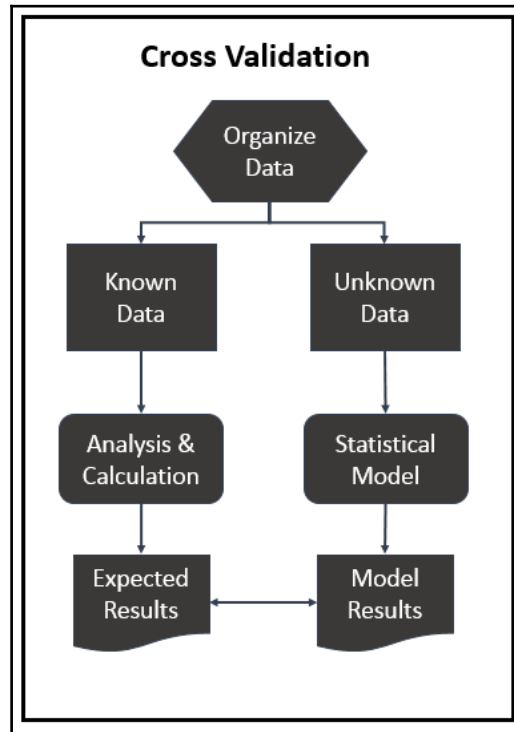 Cross Validation
Organize
Data
Known
Data
Unknown
Data
Analysis &
Calculation
Statistical
Model
Expected
Results
Model
Results